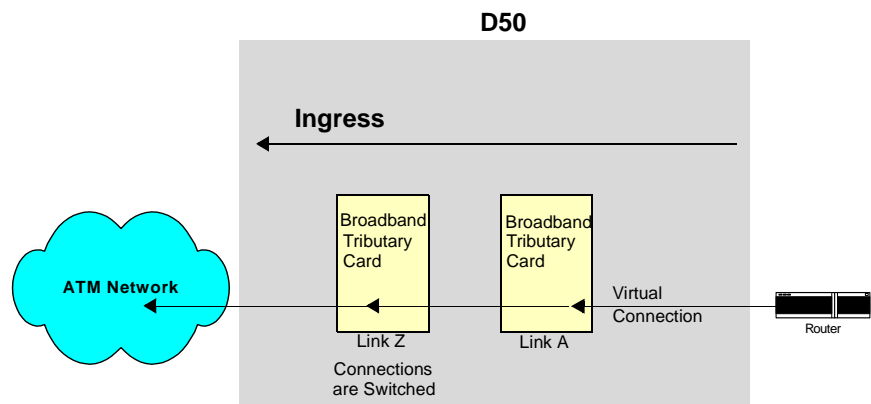 D50
Ingress
Broadband
Tributary
Card
Broadband
Tributary
Card
ATM Network
Virtual
Connection
Router
Link Z
Link A
Connections
are Switched